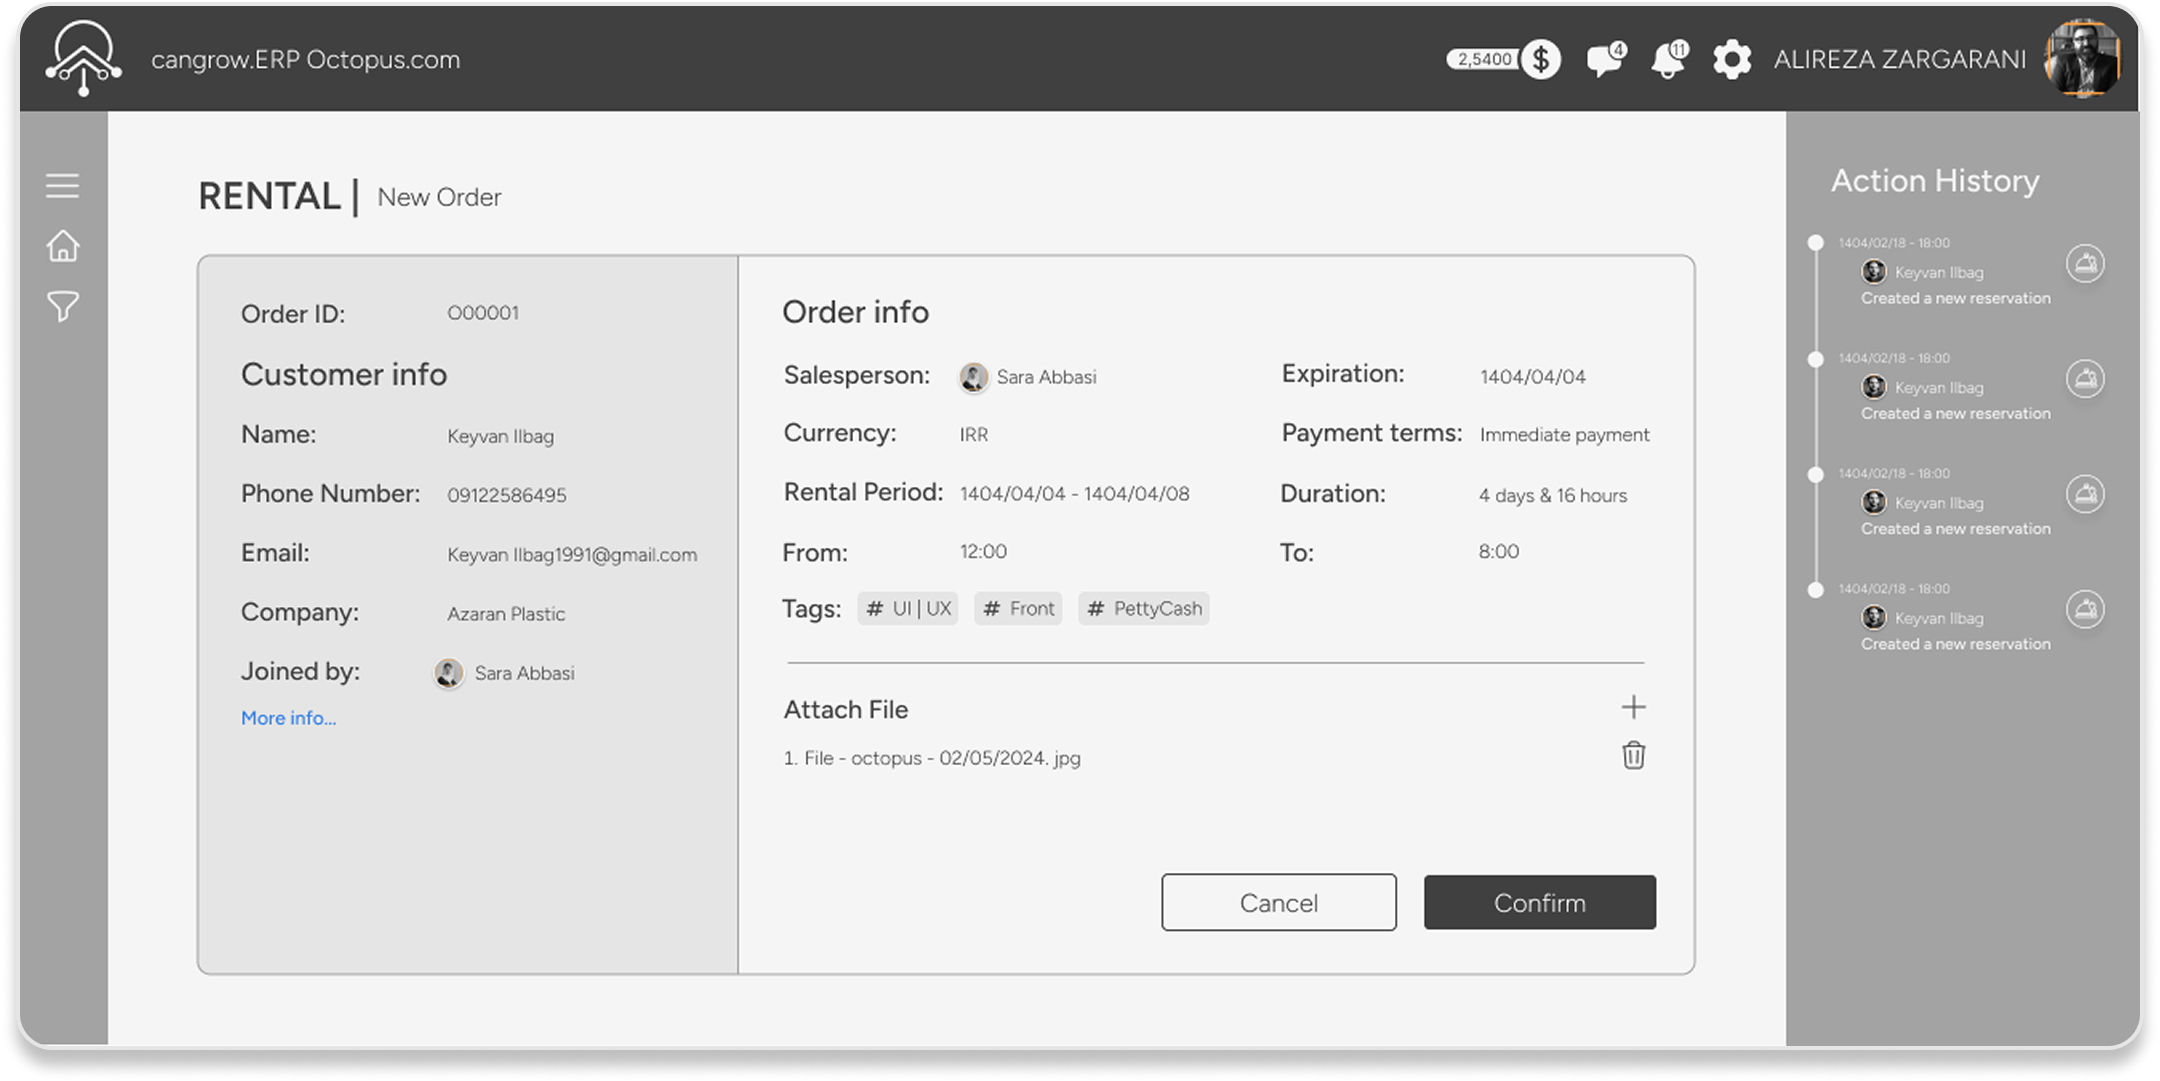 cangrow.ERP Octopus.com
2,5400
$
4
11
ALIREZA ZARGARANI
RENTAL | New Order
Order ID: O00001
Customer info
Name: Keyvan Ilbag
Phone Number: 09122586495
Email: Keyvan Ilbag1991@gmail.com
Company: Azaran Plastic
Joined by: Sara Abbasi
More info...
Order info
Salesperson: Sara Abbasi
Expiration: 1404/04/04
Currency: IRR
Payment terms: Immediate payment
Rental Period: 1404/04/04 - 1404/04/08
Duration: 4 days & 16 hours
From: 12:00
To: 8:00
Tags: # UI | UX # Front # PettyCash
Attach File
1. File - octopus - 02/05/2024. jpg
Cancel
Confirm
Action History
1404/02/18 - 18:00
Keyvan Ilbag
Created a new reservation
1404/02/18 - 18:00
Keyvan Ilbag
Created a new reservation
1404/02/18 - 18:00
Keyvan Ilbag
Created a new reservation
1404/02/18 - 18:00
Keyvan Ilbag
Created a new reservation